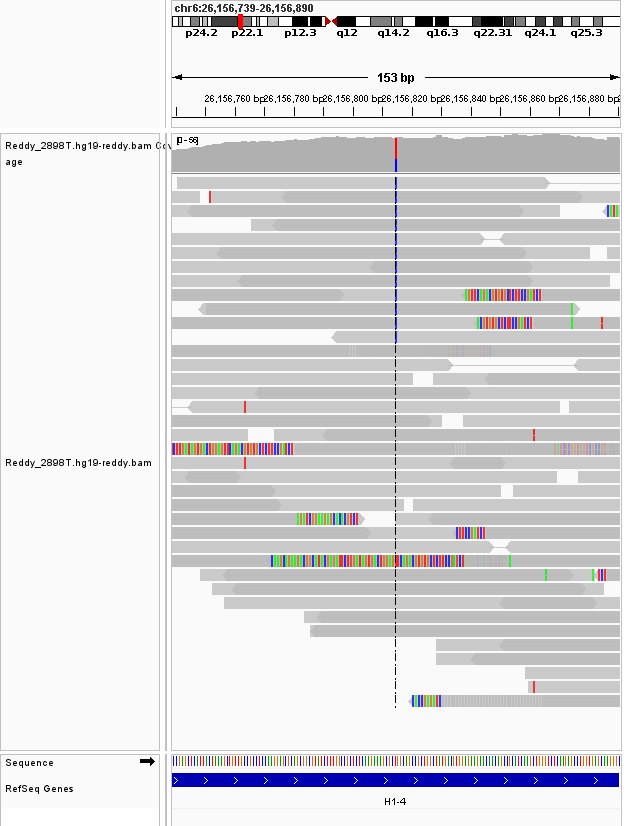 chr6:26,156,739-26,156,890
p24.2 p22.1 p12.3 q12 q14.2 q16.3 q22.31 q24.1 q25.3
153 bp
26,156,760 bp 26,156,780 bp 26,156,800 bp 26,156,820 bp 26,156,840 bp 26,156,860 bp 26,156,880 bp
Reddy_2898T.hg19-reddy.bam Cov
age
[0-56]
Reddy_2898T.hg19-reddy.bam
Sequence
RefSeq Genes
H1-4